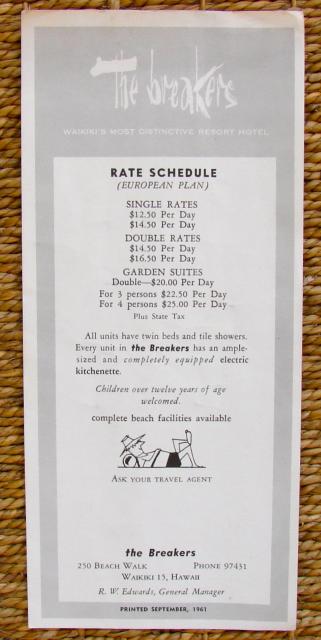 The breakers
WAIKIKI'S MOST DISTINCTIVE RESORT HOTEL
RATE SCHEDULE
(EUROPEAN PLAN)
SINGLE RATES
$12.50 Per Day
$14.50 Per Day
DOUBLE RATES
$14.50 Per Day
$16.50 Per Day
GARDEN SUITES
Double—$20.00 Per Day
For 3 persons $22.50 Per Day
For 4 persons $25.00 Per Day
Plus State Tax
All units have twin beds and tile showers.
Every unit in the Breakers has an ample-
sized and completely equipped electric
kitchenette.
Children over twelve years of age
welcomed.
complete beach facilities available
ASK YOUR TRAVEL AGENT
the Breakers
250 BEACH WALK PHONE 97431
WAIKIKI 15, HAWAII
R. W. Edwards, General Manager
PRINTED SEPTEMBER, 1961